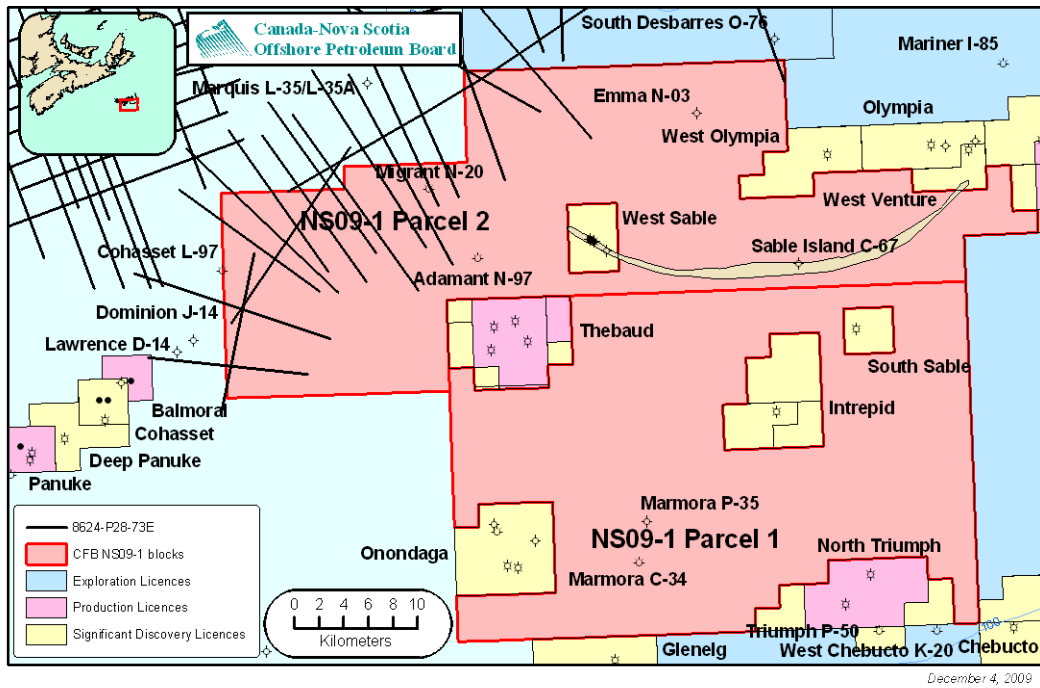 Canada-Nova Scotia
Offshore Petroleum Board
South Desbarres O-76
Mariner I-85
Marquis L-35/L-35A
Emma N-03
Olympia
West Olympia
Migrant N-20
NS09-1 Parcel 2
West Sable
West Venture
Cohasset L-97
Sable Island C-67
Adamant N-97
Dominion J-14
Thebaud
Lawrence D-14
South Sable
Balmoral
Intrepid
Cohasset
Deep Panuke
Panuke
Marmora P-35
8624-P28-73E
NS09-1 Parcel 1
North Triumph
CFB NS09-1 blocks
Onondaga
Marmora C-34
Exploration Licences
Production Licences
0 2 4 6 8 10
Kilometers
Significant Discovery Licences
100
Triumph P-50
Glenelg
West Chebucto K-20
Chebucto
December 4, 2009